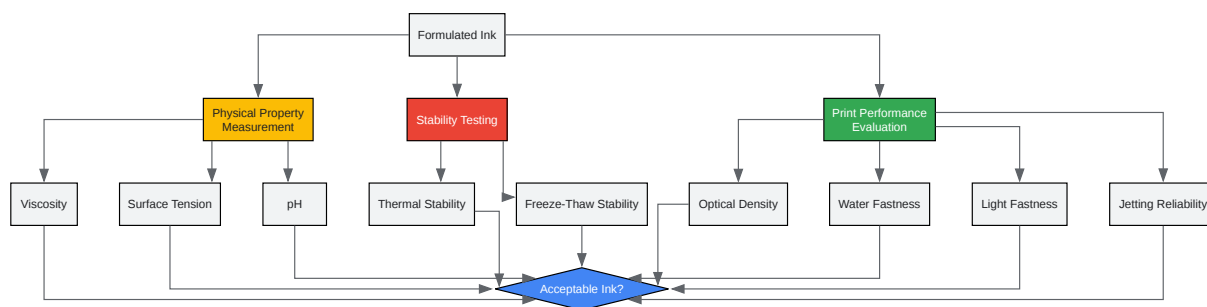 Formulated Ink
Physical Property
Measurement
Stability Testing
Print Performance
Evaluation
Viscosity
Surface Tension
pH
Thermal Stability
Freeze-Thaw Stability
Optical Density
Water Fastness
Light Fastness
Jetting Reliability
Acceptable Ink?